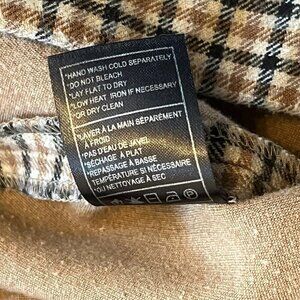 *HAND WASH COLD SEPARATELY
*DO NOT BLEACH
*LAY FLAT TO DRY
*LOW HEAT IRON IF NECESSARY
*OR DRY CLEAN
*LAVER À LA MAIN SÉPARÉMENT
À FROID
*PAS D'EAU DE JAVEL
*SÉCHAGE À PLAT
*REPASSAGE À BASSE
TEMPÉRATURE SI NÉCESSAIRE
*OU NETTOYAGE À SEC